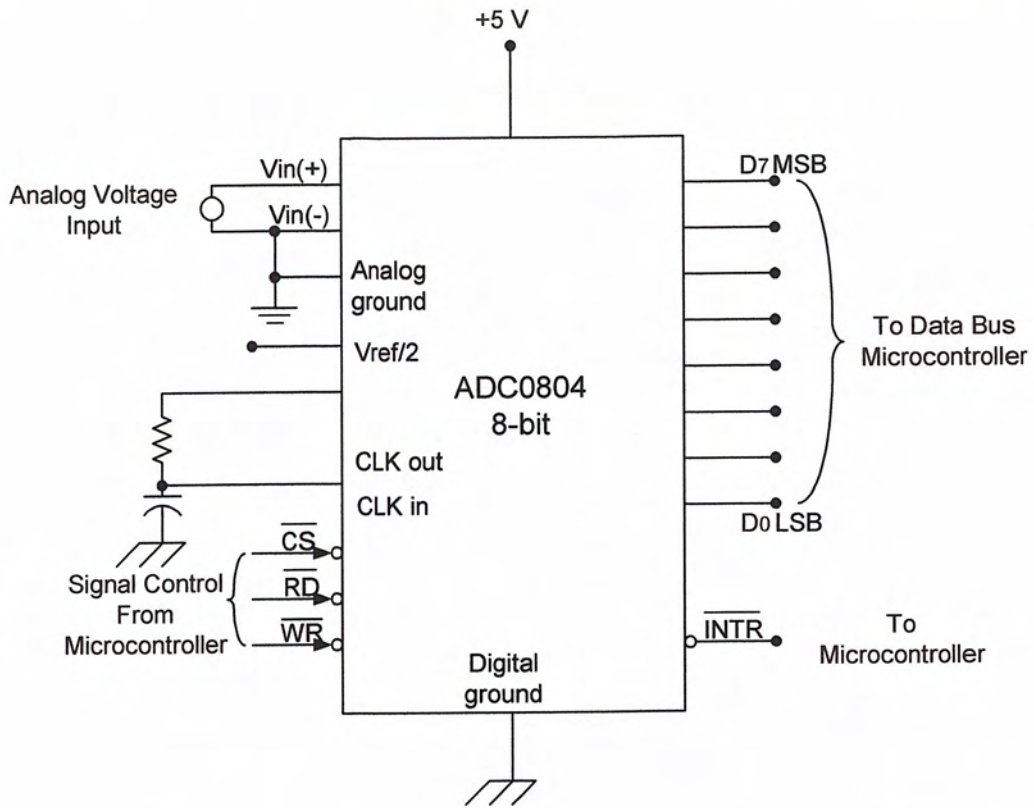 +5 V
Analog Voltage
Input
Vin(+)
Vin(-)
Analog
ground
Vref/2
CLK out
CLK in
CS
RD
WR
Signal Control
From
Microcontroller
ADC0804
8-bit
Digital
ground
D7 MSB
D0 LSB
To Data Bus
Microcontroller
INTR
To
Microcontroller